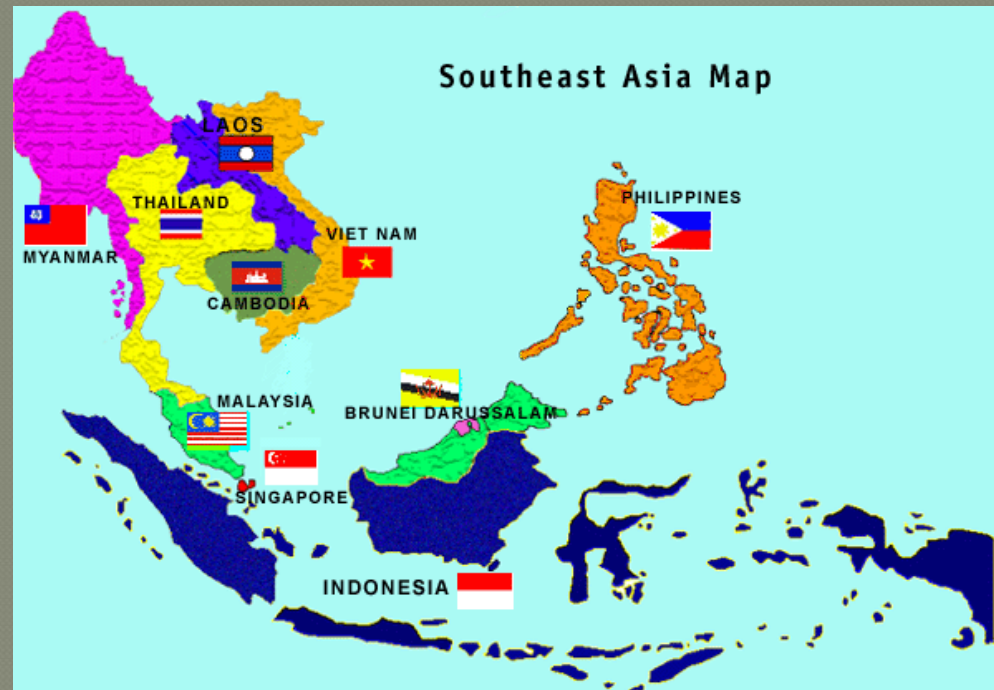 Southeast Asia Map
LAOS
PHILIPPINES
THAILAND
VIET NAM
MYANMAR
CAMBODIA
MALAYSIA
BRUNEI DARUSSALAM
SINGAPORE
INDONESIA